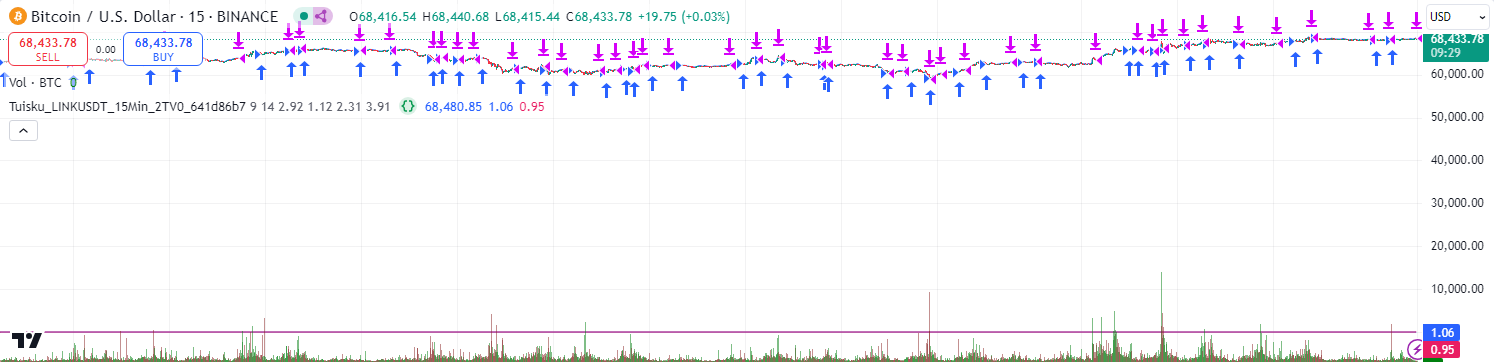 Bitcoin / U.S. Dollar · 15 · BINANCE O68,416.54 H68,440.68 L68,415.44 C68,433.78 +19.75 (+0.03%)
USD
68,433.78 SELL
0.00
68,433.78 BUY
68,433.78
09:29
Vol · BTC
60,000.00
Tuisku_LINKUSDT_15Min_2TV0_641d86b7 9 14 2.92 1.12 2.31 3.91 {} 68,480.85 1.06 0.95
50,000.00
40,000.00
30,000.00
20,000.00
10,000.00
1.06
0.95